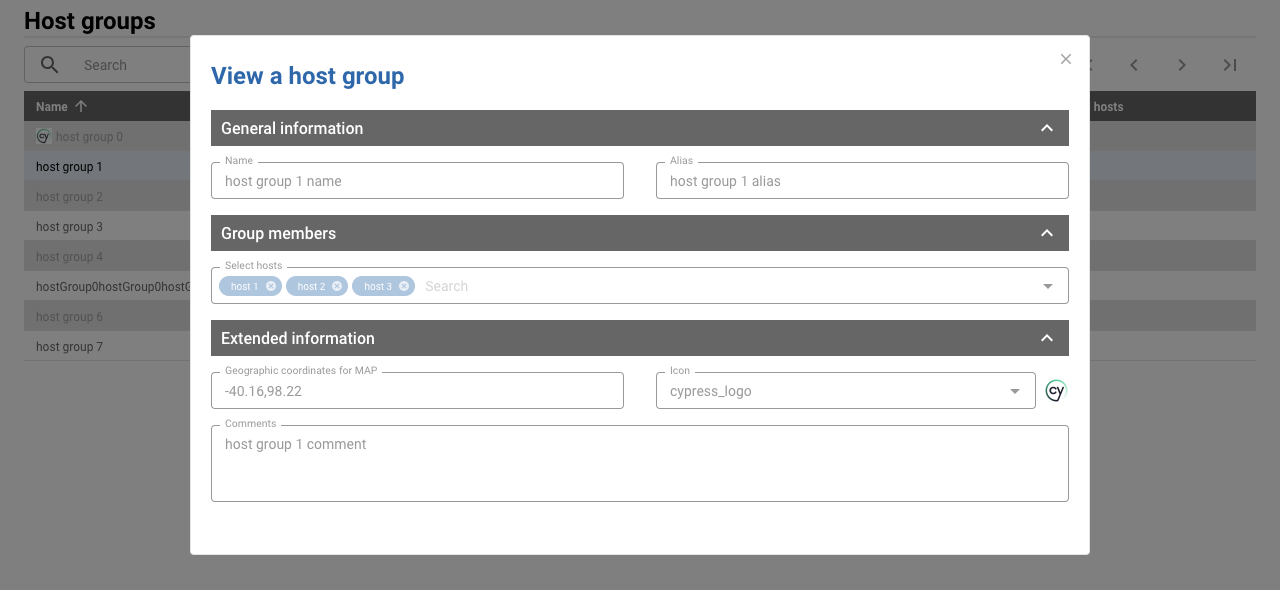 Host groups
Search
Name
hosts
host group 0
host group 1
host group 2
host group 3
host group 4
hostGroup0hostGroup0host
host group 6
host group 7
View a host group
General information
Name
host group 1 name
Alias
host group 1 alias
Group members
Select hosts
host 1 host 2 host 3 Search
Extended information
Geographic coordinates for MAP
-40.16,98.22
Icon
cypress_logo
cy
Comments
host group 1 comment